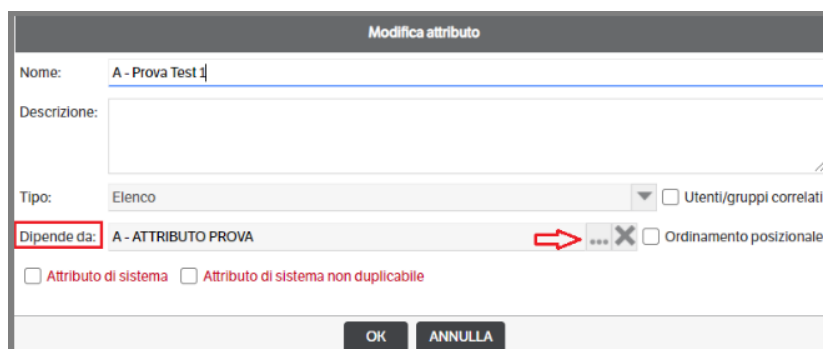 Modifica attributo
Nome: A - Prova Test 1
Descrizione:
Tipo: Elenco Utenti/gruppi correlati
Dipende da: A - ATTRIBUTO PROVA ... Ordinamento posizionale
Attributo di sistema Attributo di sistema non duplicabile
OK ANNULLA